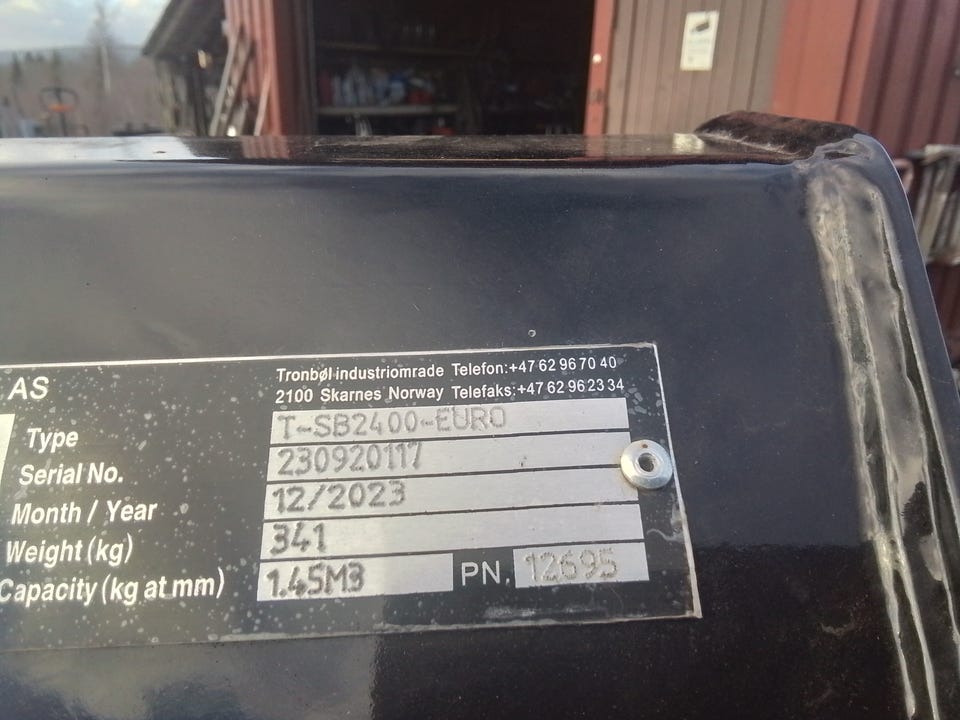 AS
Tronbøl industriomrade Telefon:+47 62 96 70 40
2100 Skarnes Norway Telefaks:+47 62 96 23 34
Type T-SB2400-EURO
Serial No. 230920117
Month / Year 12/2023
Weight (kg) 341
Capacity (kg at mm) 1.45M3 PN. 12695